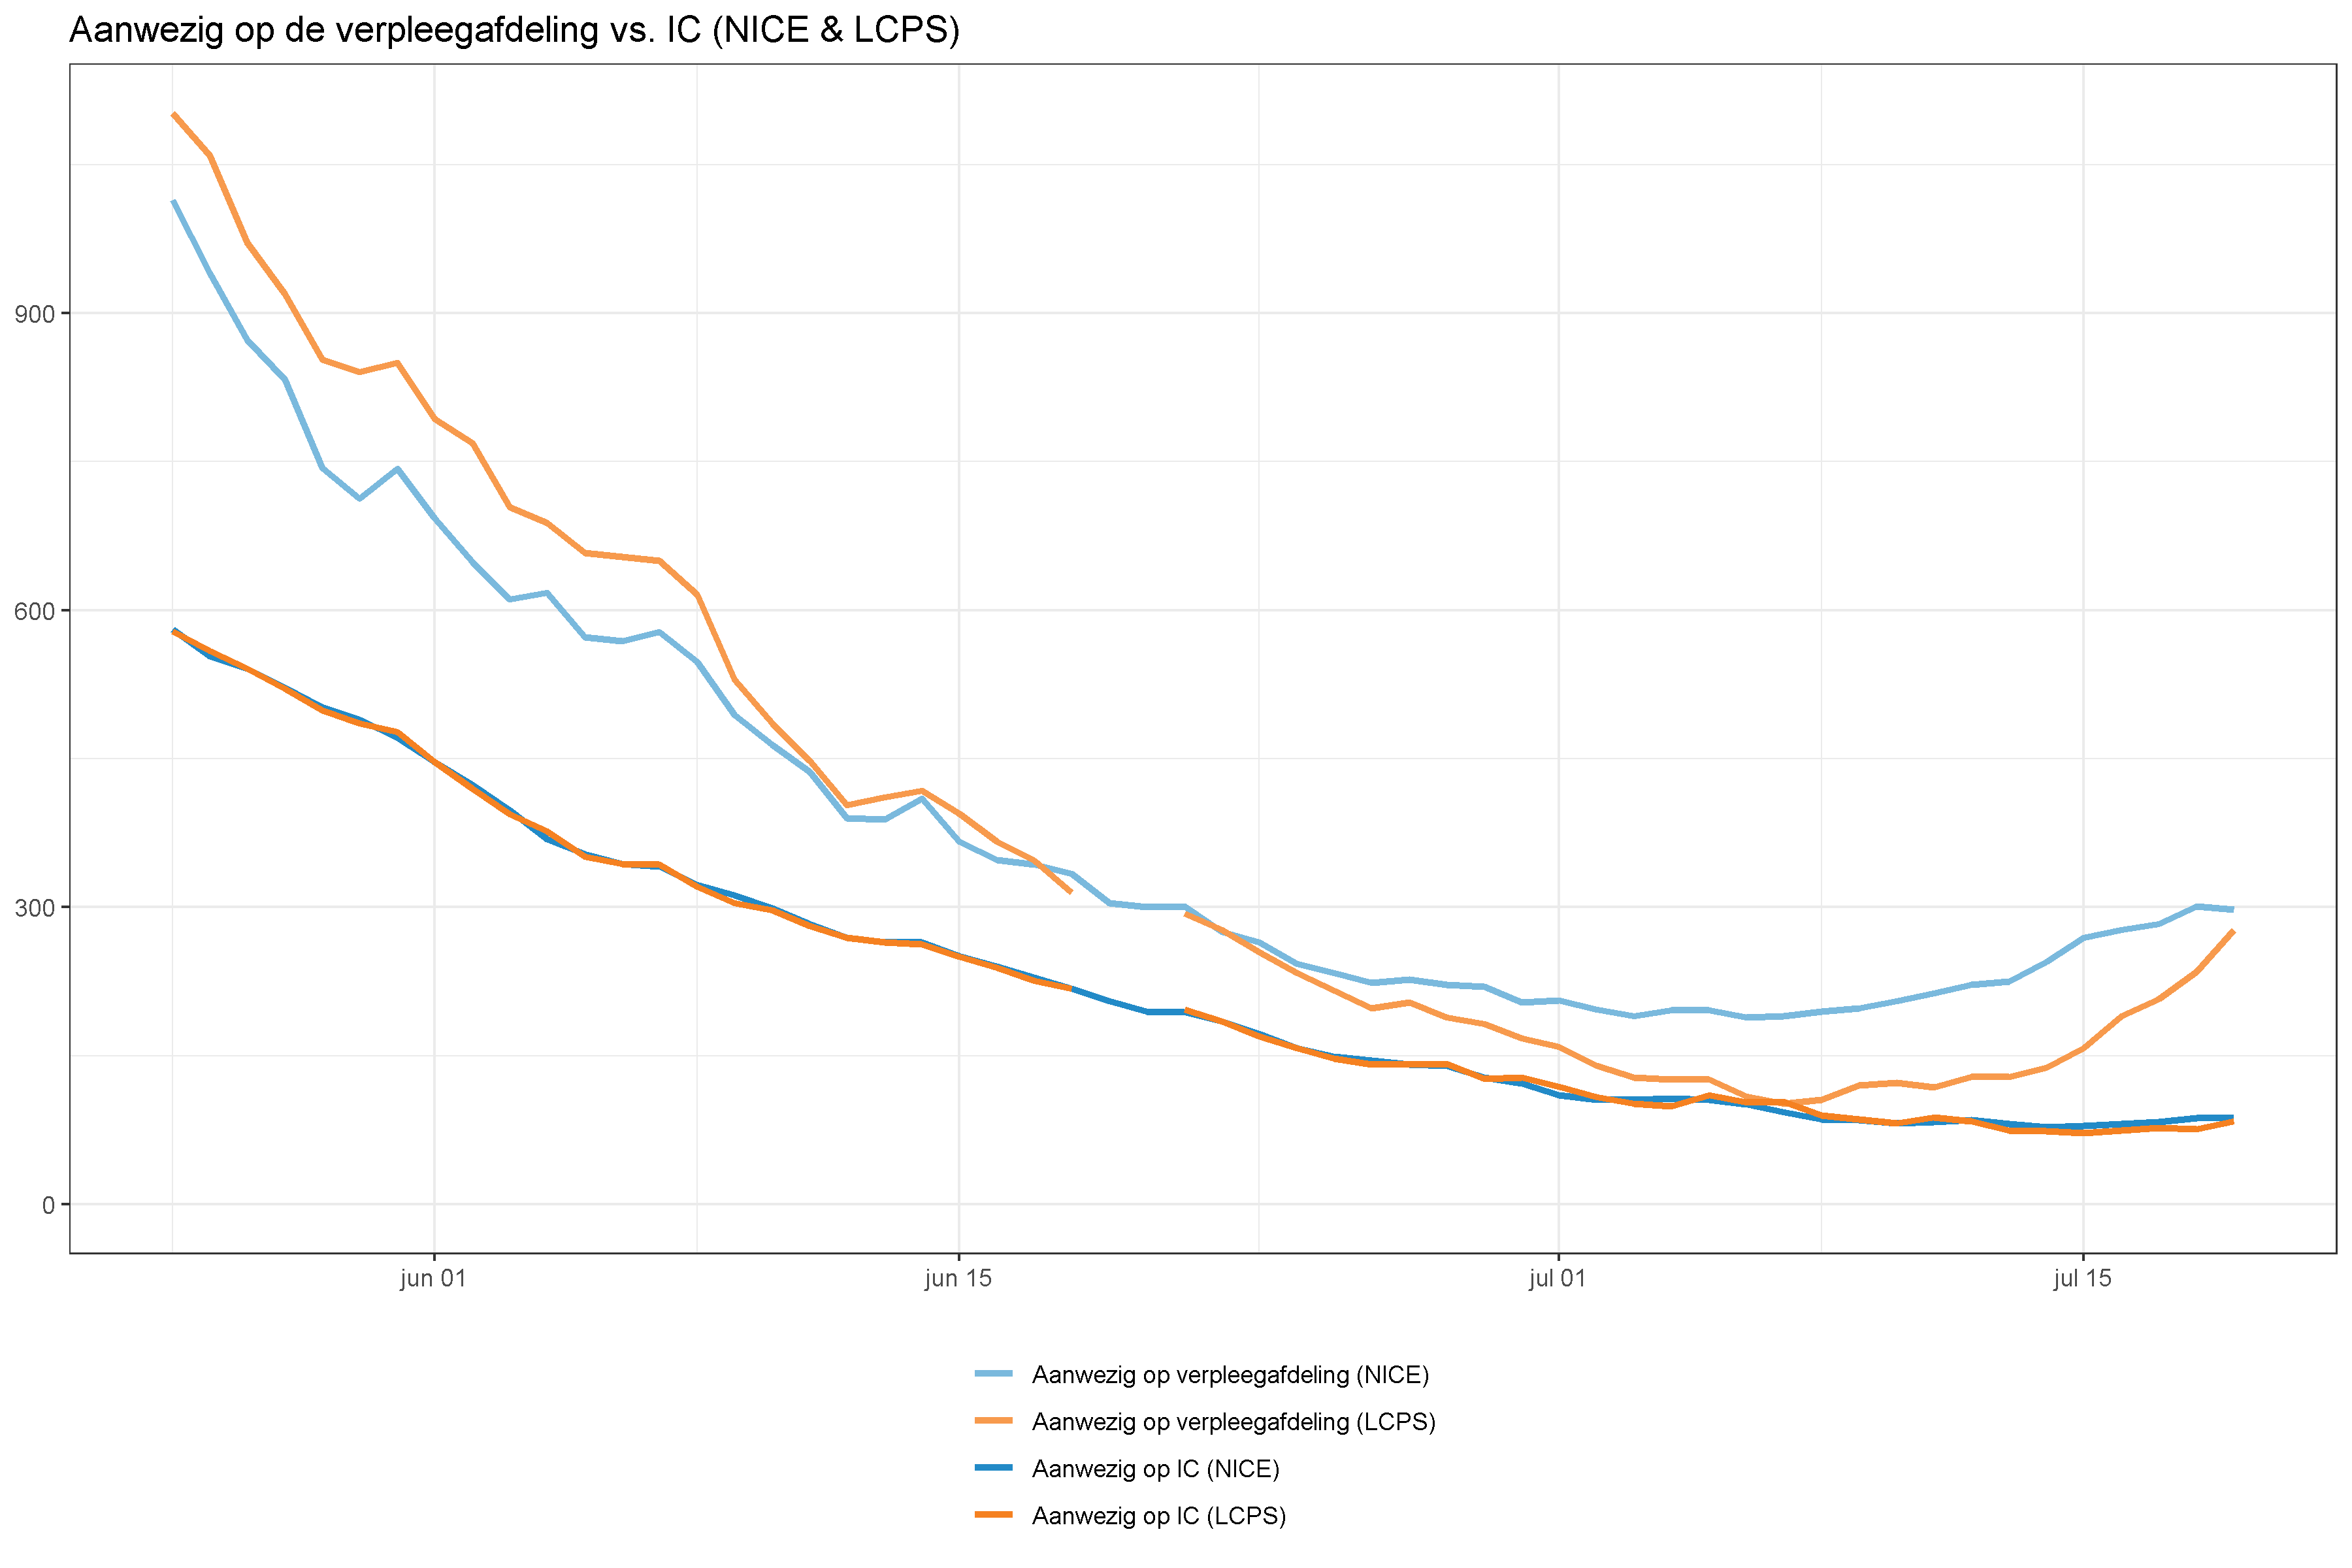 Aanwezig op de verpleegafdeling vs. IC (NICE & LCPS)
900
600
300
0
jun 01
jun 15
jul 01
jul 15
Aanwezig op verpleegafdeling (NICE)
Aanwezig op verpleegafdeling (LCPS)
Aanwezig op IC (NICE)
Aanwezig op IC (LCPS)